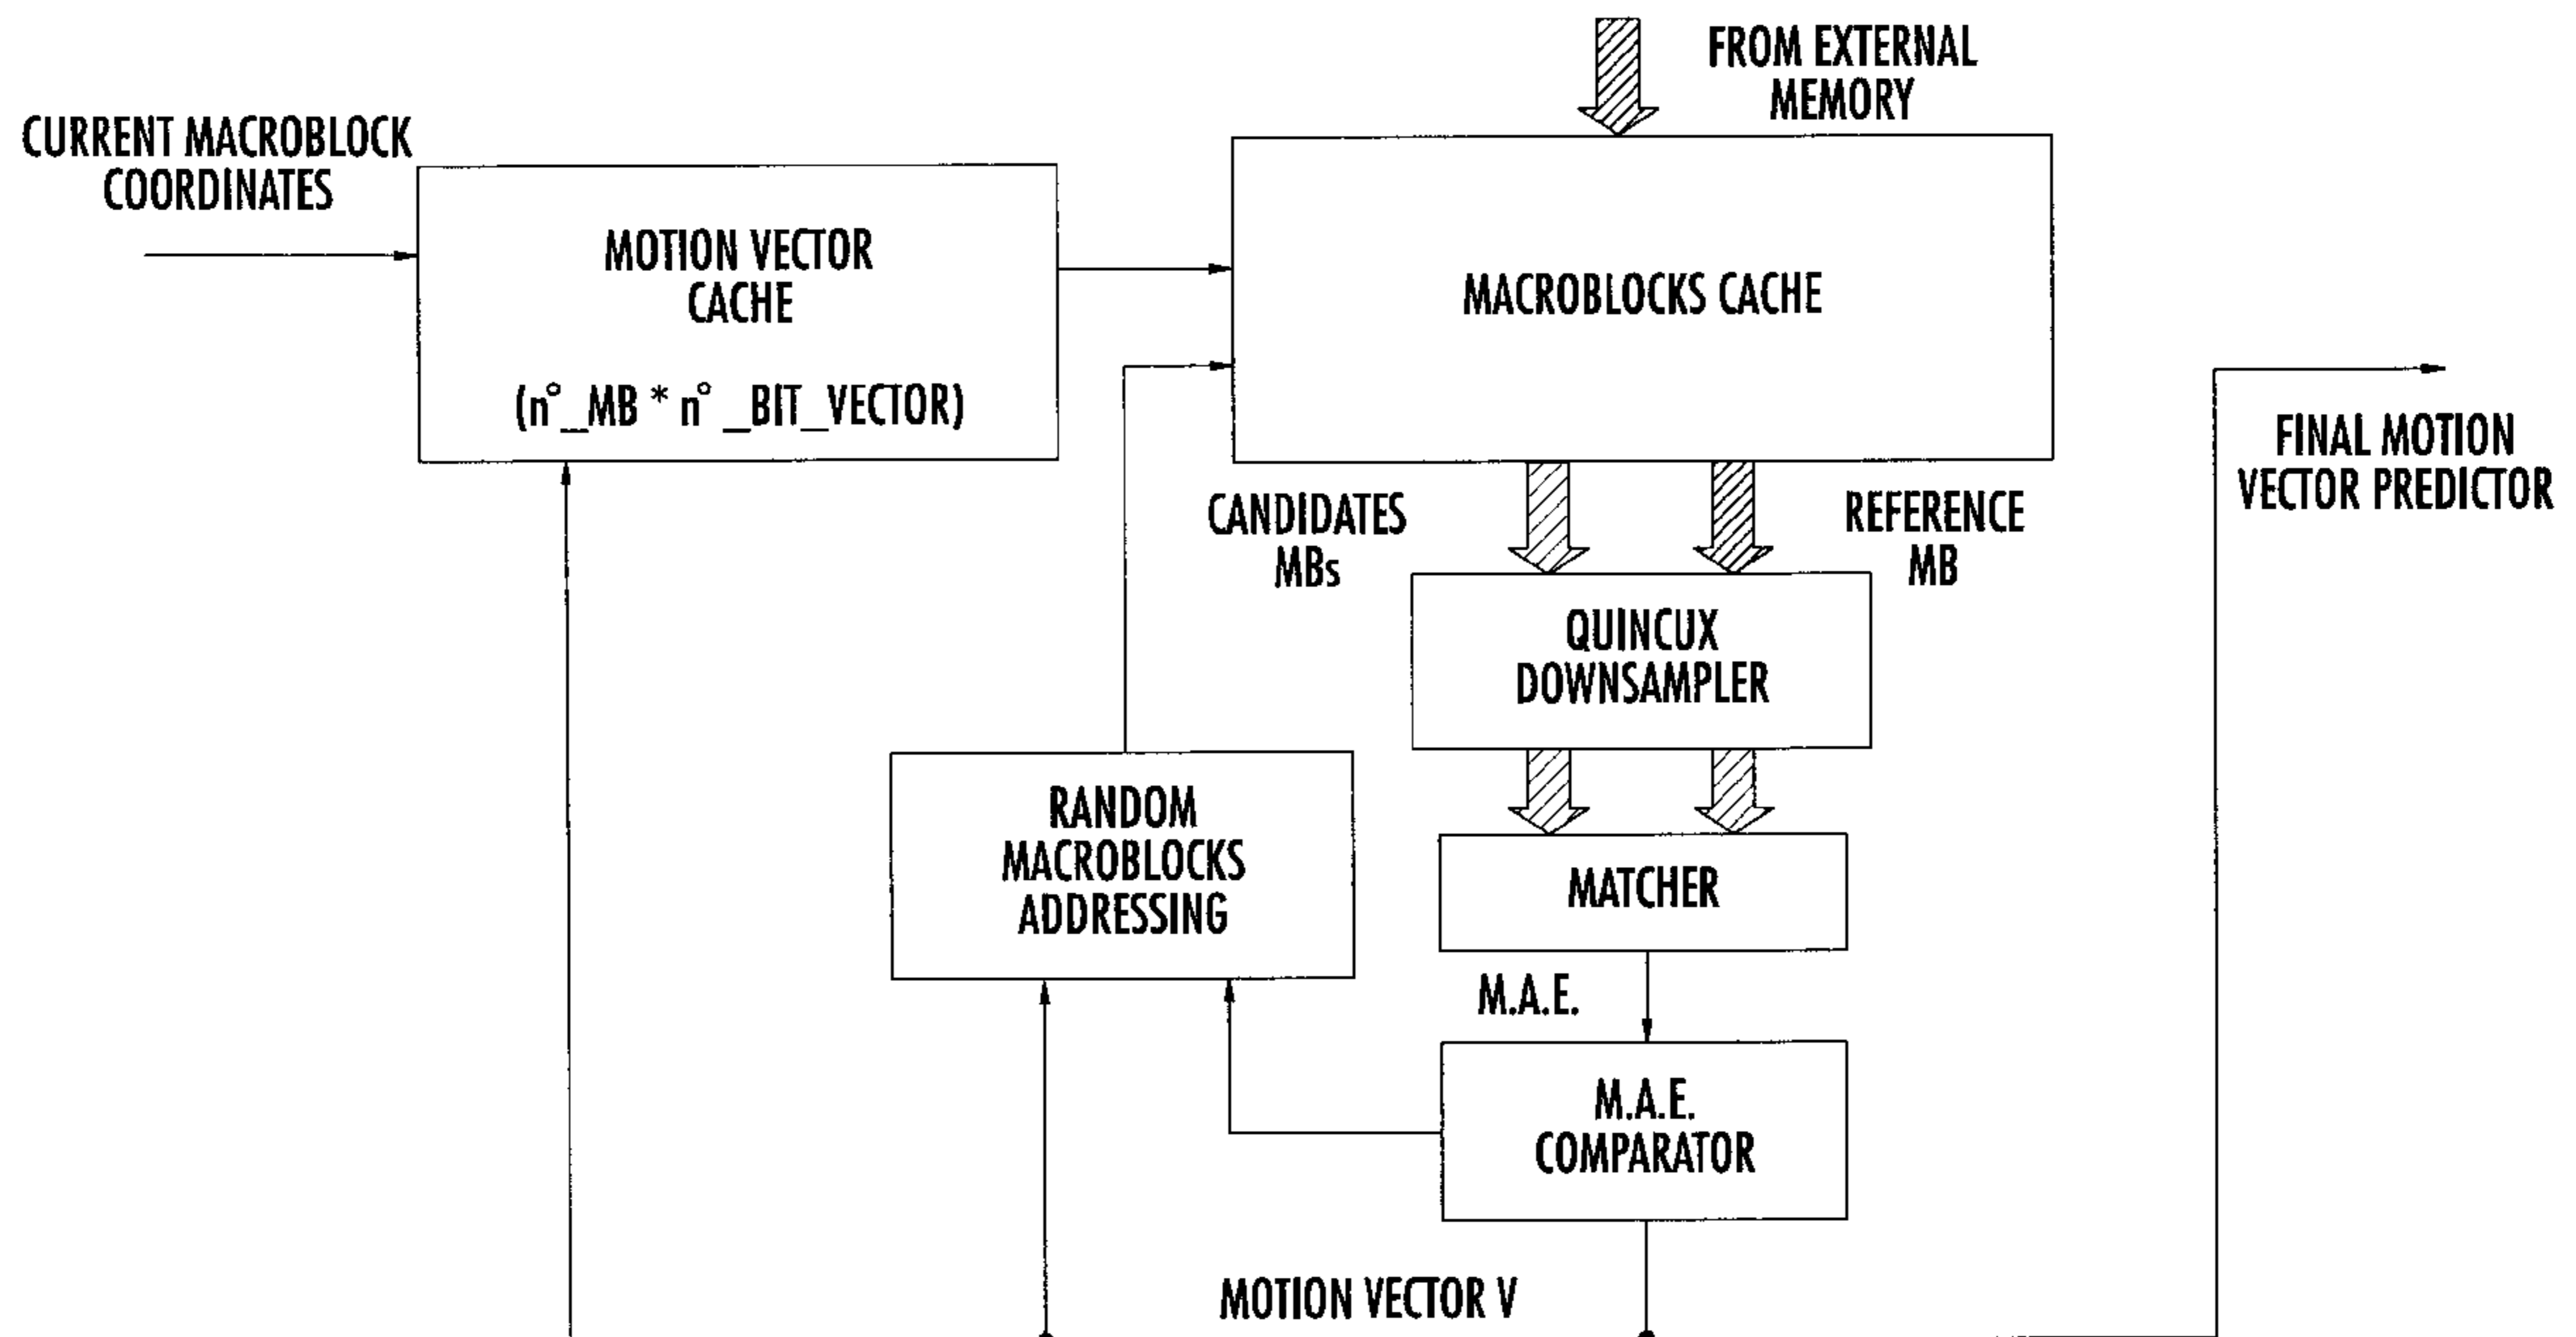 FROM EXTERNAL
MEMORY
CURRENT MACROBLOCK
COORDINATES
MOTION VECTOR
CACHE
(n°_MB * n°_BIT_VECTOR)
MACROBLOCKS CACHE
FINAL MOTION
VECTOR PREDICTOR
CANDIDATES
MBs
REFERENCE
MB
QUINCUX
DOWNSAMPLER
RANDOM
MACROBLOCKS
ADDRESSING
MATCHER
M.A.E.
M.A.E.
COMPARATOR
MOTION VECTOR V